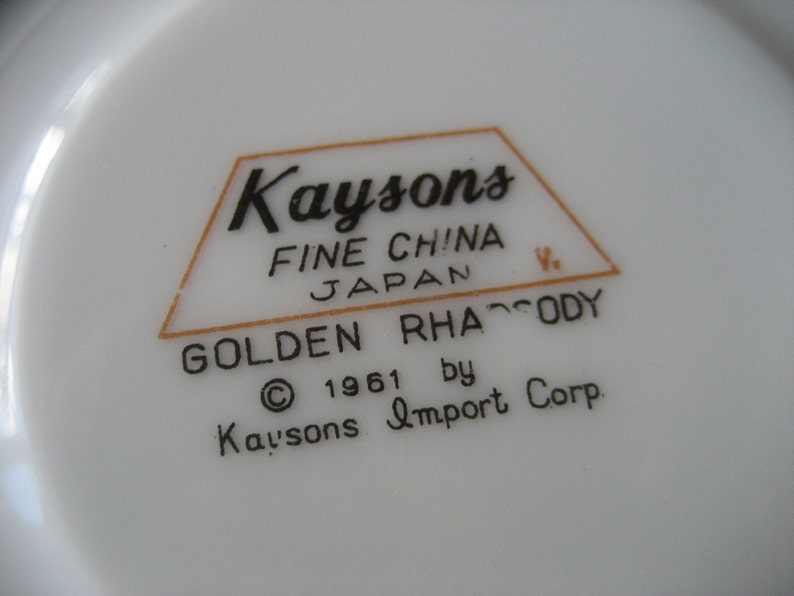 Kaysons
FINE CHINA
JAPAN
GOLDEN RHAPSODY
© 1961 by
Kaysons Import Corp.